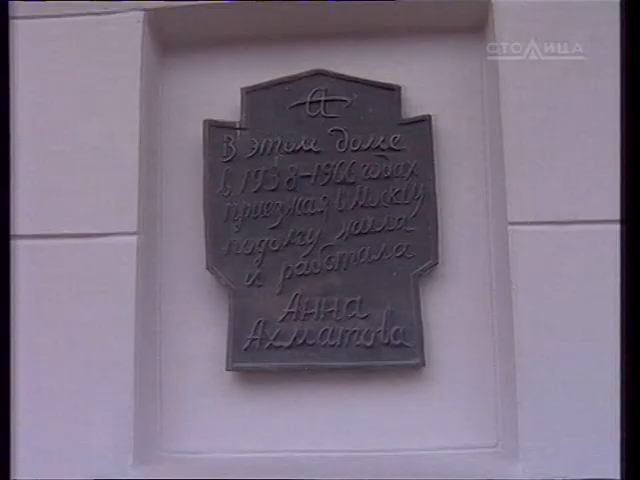 СТОЛИЦА
А
В этом доме
в 1938–1966 годах
приезжая в Москву
подолгу жила
и работала
Анна
Ахматова